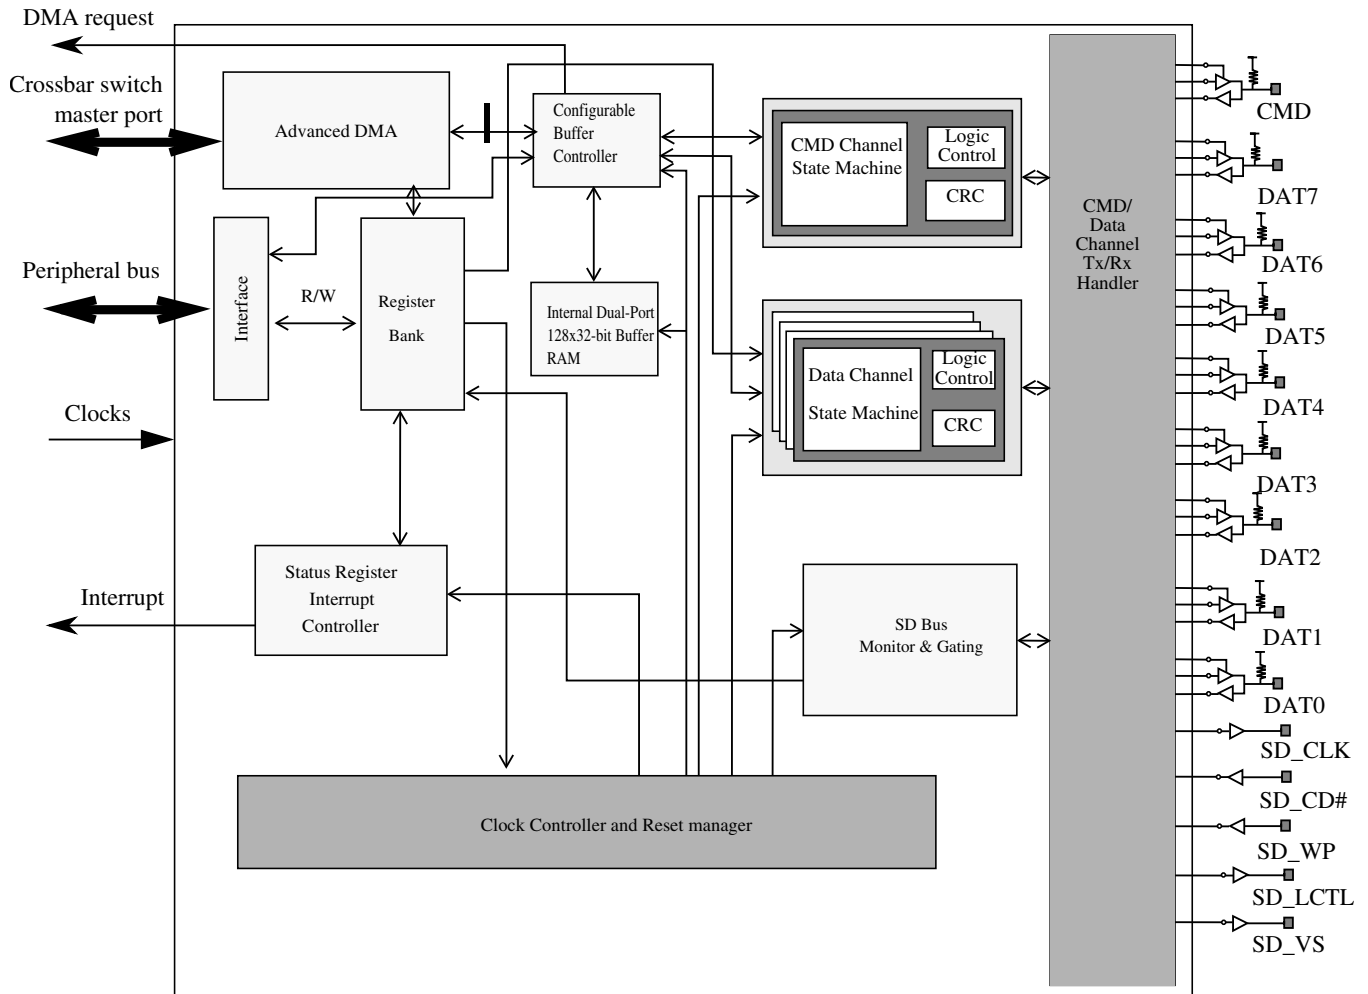 DMA request
Crossbar switch
master port
Peripheral bus
Clocks
Interrupt
Advanced DMA
Configurable
Buffer
Controller
Interface
R/W
Register
Bank
Internal Dual-Port
128x32-bit Buffer
RAM
Status Register
Interrupt
Controller
CMD Channel
State Machine
Logic
Control
CRC
Data Channel
State Machine
Logic
Control
CRC
SD Bus
Monitor & Gating
Clock Controller and Reset manager
CMD/
Data
Channel
Tx/Rx
Handler
CMD
DAT7
DAT6
DAT5
DAT4
DAT3
DAT2
DAT1
DAT0
SD_CLK
SD_CD#
SD_WP
SD_LCTL
SD_VS